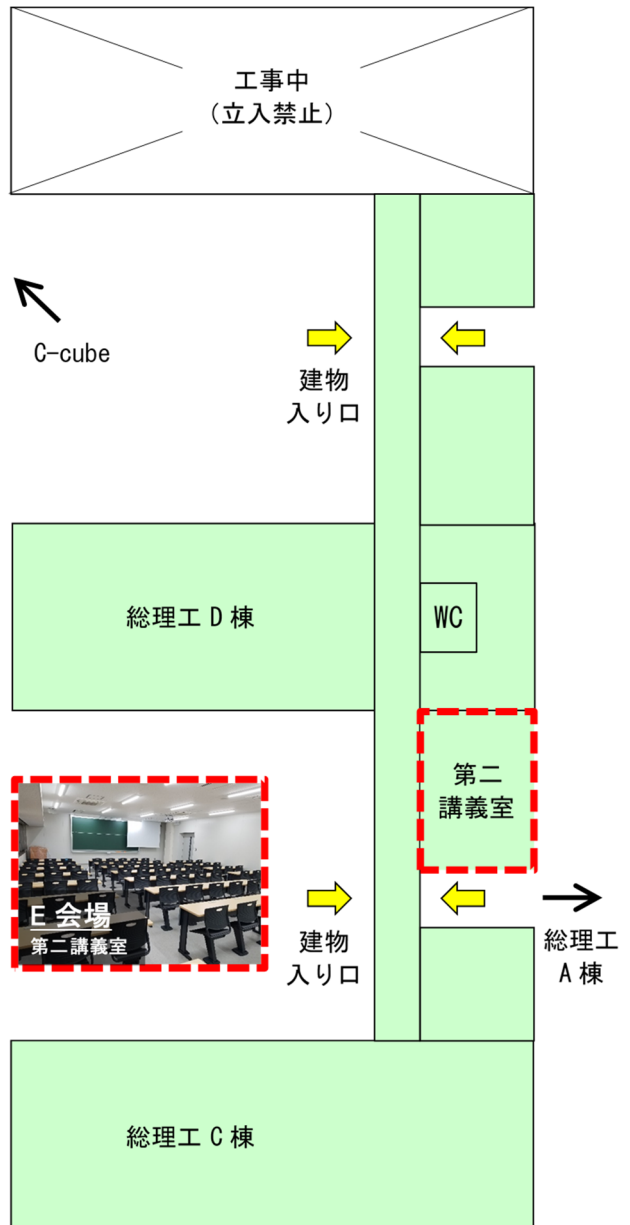 工事中
（立入禁止）
C-cube
建物
入り口
総理工 D 棟
WC
第二
講義室
E 会場
第二講義室
建物
入り口
総理工
A 棟
総理工 C 棟